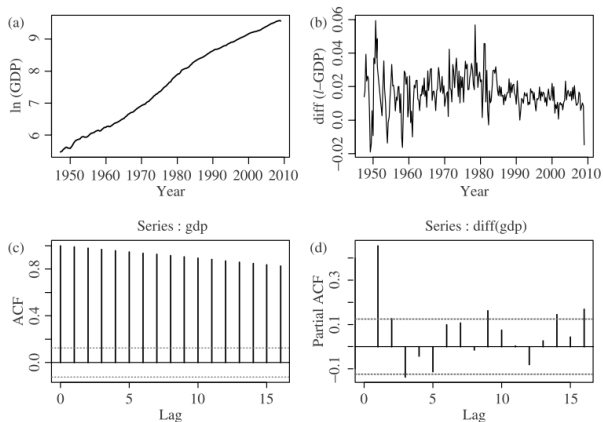 (a)
ln (GDP)
6 7 8 9
1950 1960 1970 1980 1990 2000 2010
Year
(b)
diff (l–GDP)
−0.02 0.0 0.02 0.04 0.06
1950 1960 1970 1980 1990 2000 2010
Year
Series : gdp
(c)
ACF
0.0 0.4 0.8
0 5 10 15
Lag
Series : diff(gdp)
(d)
Partial ACF
−0.1 0.1 0.3
0 5 10 15
Lag